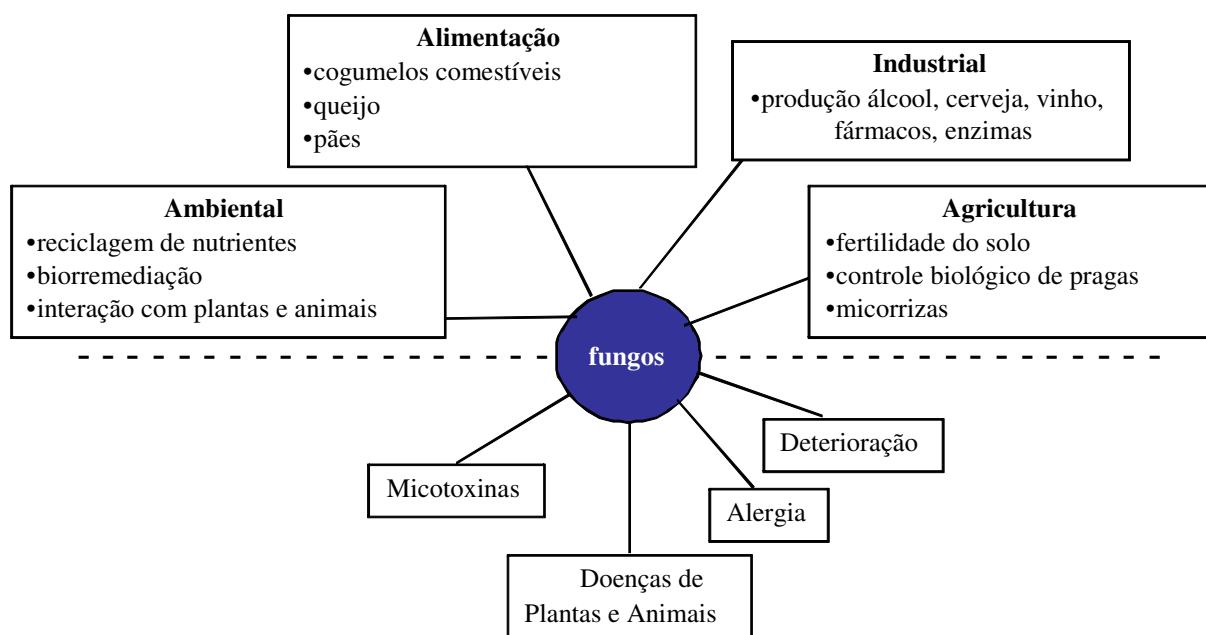 Alimentação
•cogumelos comestíveis
•queijo
•pães
Industrial
•produção álcool, cerveja, vinho,
fármacos, enzimas
Ambiental
•reciclagem de nutrientes
•biorremediação
•interação com plantas e animais
Agricultura
•fertilidade do solo
•controle biológico de pragas
•micorrizas
fungos
Deterioração
Micotoxinas
Alergia
Doenças de
Plantas e Animais